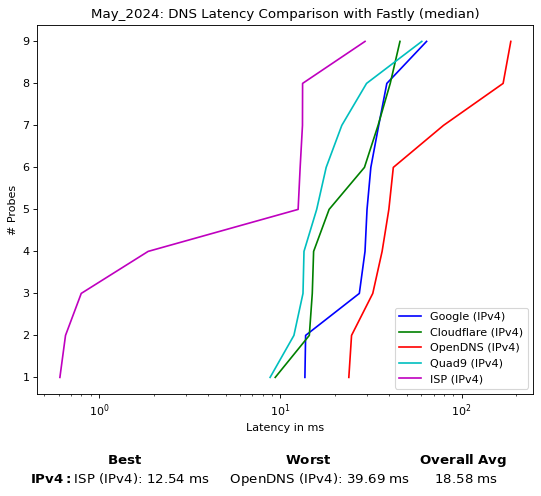 May_2024: DNS Latency Comparison with Fastly (median)
# Probes
9
8
7
6
5
4
3
2
1
Google (IPv4)
Cloudflare (IPv4)
OpenDNS (IPv4)
Quad9 (IPv4)
ISP (IPv4)
10⁰ 10¹ 10²
Latency in ms
Best Worst Overall Avg
IPv4: ISP (IPv4): 12.54 ms OpenDNS (IPv4): 39.69 ms 18.58 ms